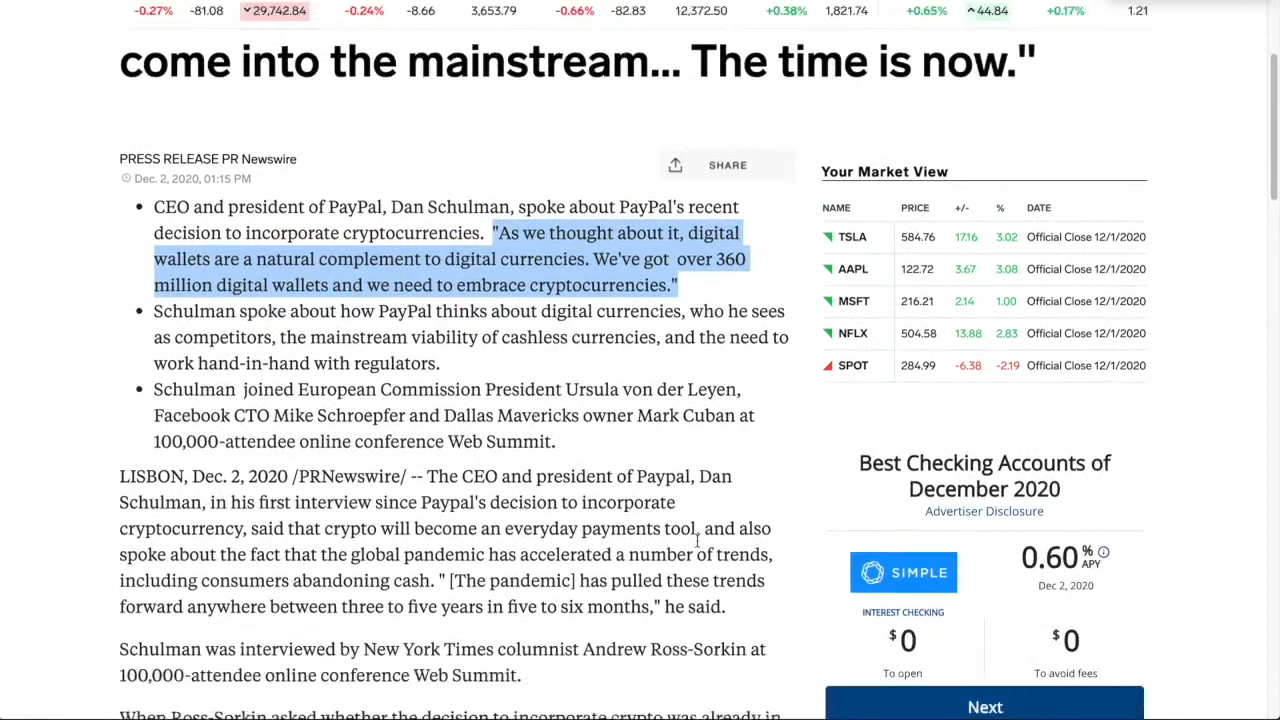 -0.27% -81.08 29,742.84 -0.24% -8.66 3,653.79 -0.66% -82.83 12,372.50 +0.38% 1,821.74 +0.65% 44.84 +0.17% 1.21
come into the mainstream... The time is now."
PRESS RELEASE PR Newswire
Dec. 2, 2020, 01:15 PM
SHARE
• CEO and president of PayPal, Dan Schulman, spoke about PayPal's recent
decision to incorporate cryptocurrencies. "As we thought about it, digital
wallets are a natural complement to digital currencies. We've got over 360
million digital wallets and we need to embrace cryptocurrencies."
• Schulman spoke about how PayPal thinks about digital currencies, who he sees
as competitors, the mainstream viability of cashless currencies, and the need to
work hand-in-hand with regulators.
• Schulman joined European Commission President Ursula von der Leyen,
Facebook CTO Mike Schroepfer and Dallas Mavericks owner Mark Cuban at
100,000-attendee online conference Web Summit.
LISBON, Dec. 2, 2020 /PRNewswire/ -- The CEO and president of Paypal, Dan
Schulman, in his first interview since Paypal's decision to incorporate
cryptocurrency, said that crypto will become an everyday payments tool, and also
spoke about the fact that the global pandemic has accelerated a number of trends,
including consumers abandoning cash. " [The pandemic] has pulled these trends
forward anywhere between three to five years in five to six months," he said.
Schulman was interviewed by New York Times columnist Andrew Ross-Sorkin at
100,000-attendee online conference Web Summit.
When Ross-Sorkin asked whether the decision to incorporate crypto was already in
Your Market View
NAME PRICE +/- % DATE
TSLA 584.76 17.16 3.02 Official Close 12/1/2020
AAPL 122.72 3.67 3.08 Official Close 12/1/2020
MSFT 216.21 2.14 1.00 Official Close 12/1/2020
NFLX 504.58 13.88 2.83 Official Close 12/1/2020
SPOT 284.99 -6.38 -2.19 Official Close 12/1/2020
Best Checking Accounts of
December 2020
Advertiser Disclosure
SIMPLE
INTEREST CHECKING
0.60 % APY
Dec 2, 2020
$0
To open
$0
To avoid fees
Next